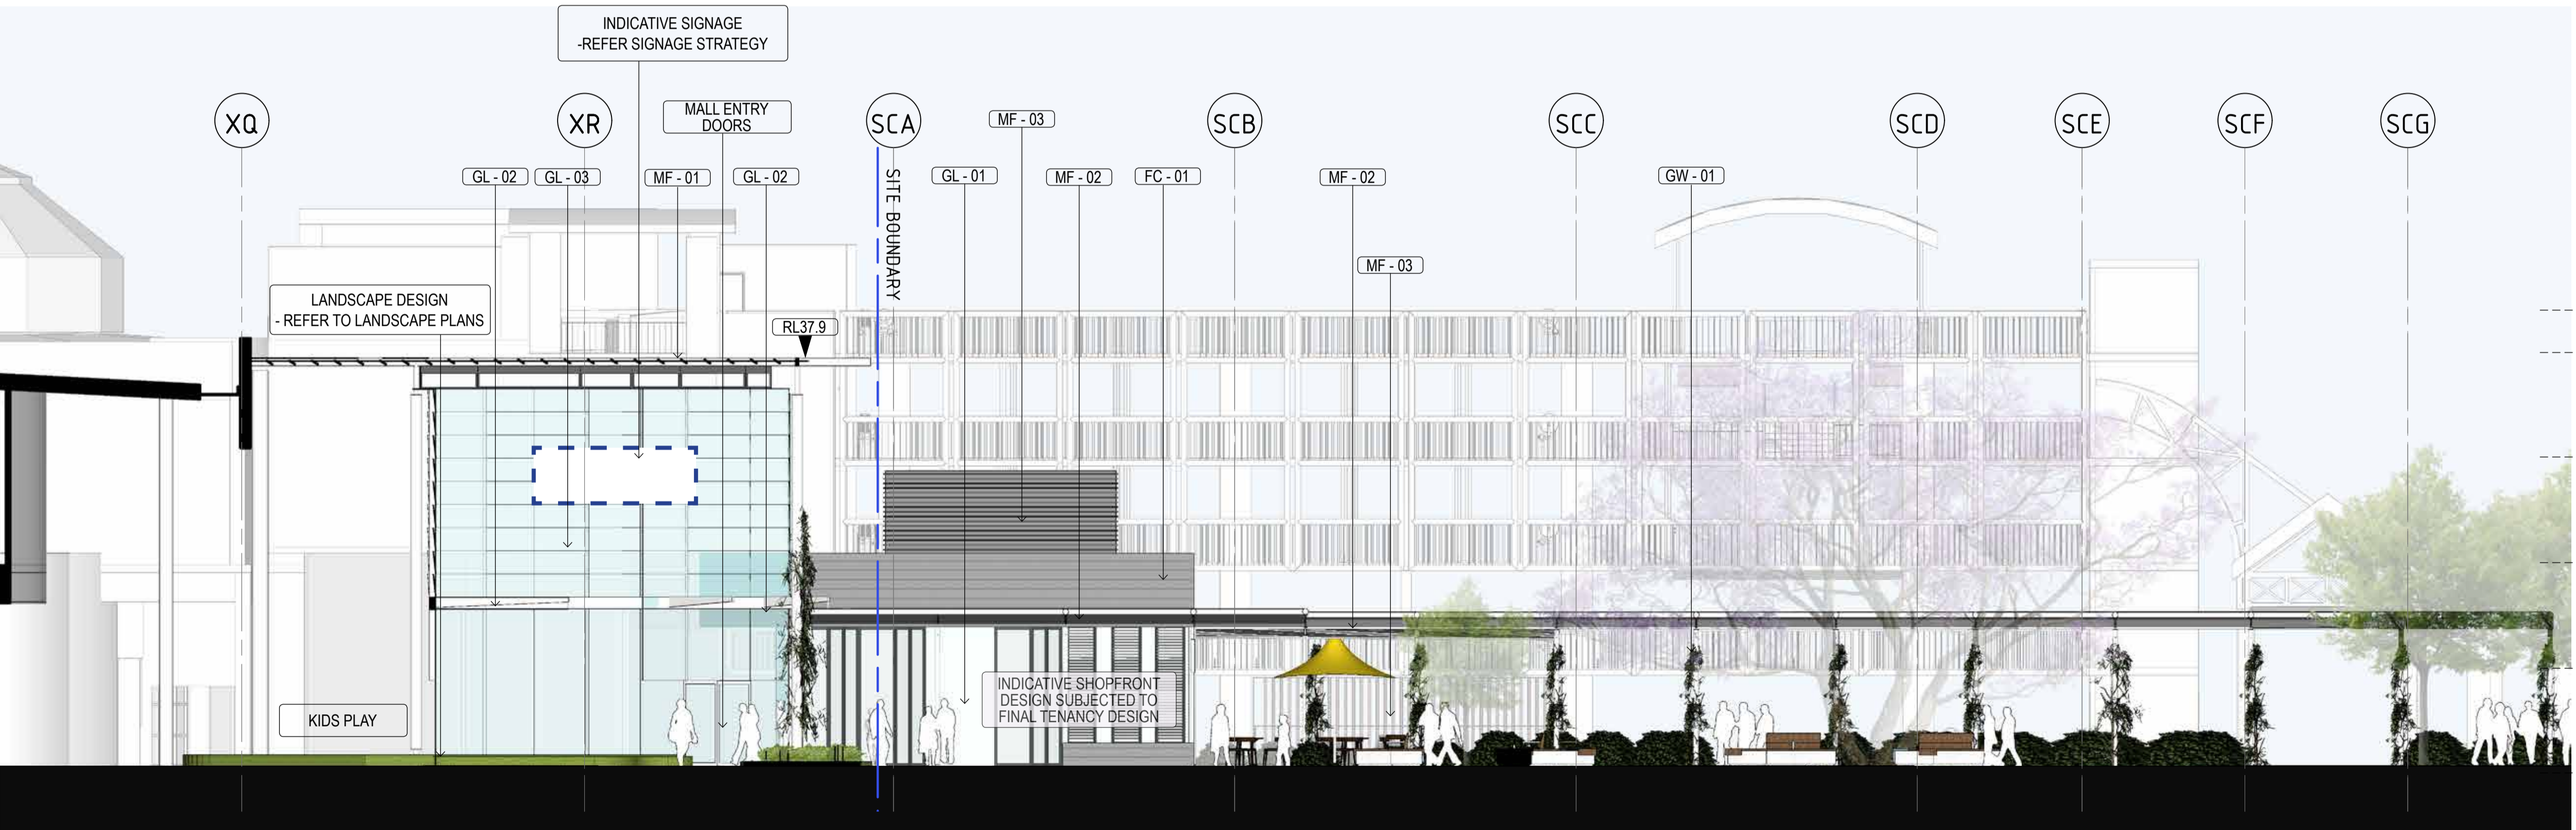 INDICATIVE SIGNAGE
-REFER SIGNAGE STRATEGY
MALL ENTRY
DOORS
XQ
XR
SCA
MF - 03
SCB
SCC
SCD
SCE
SCF
SCG
GL - 02
GL - 03
MF - 01
GL - 02
SITE BOUNDARY
GL - 01
MF - 02
FC - 01
MF - 02
GW - 01
MF - 03
LANDSCAPE DESIGN
- REFER TO LANDSCAPE PLANS
RL37.9
KIDS PLAY
INDICATIVE SHOPFRONT
DESIGN SUBJECTED TO
FINAL TENANCY DESIGN